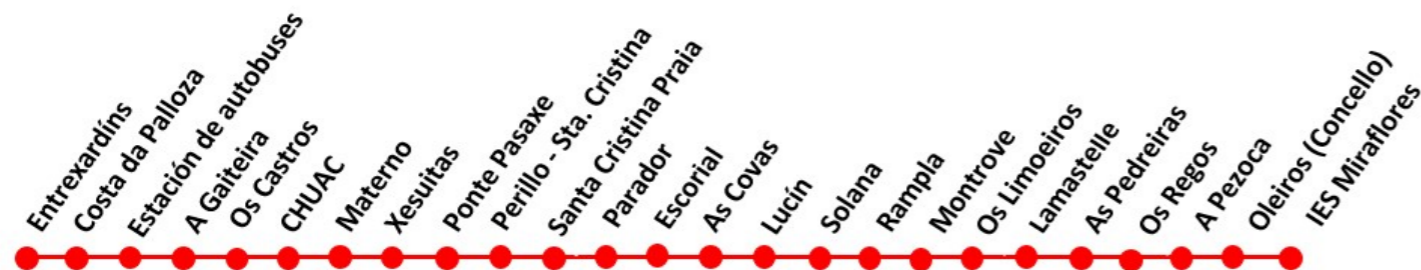 Entrexardíns
Costa da Palloza
Estación de autobuses
A Gaiteira
Os Castros
CHUAC
Materno
Xesuitas
Ponte Pasaxe
Perillo - Sta. Cristina
Santa Cristina Praia
Parador
Escorial
As Covas
Lucín
Solana
Rampla
Montrove
Os Limoeiros
Lamastelle
As Pedreiras
Os Regos
A Pezoca
Oleiros (Concello)
IES Miraflores